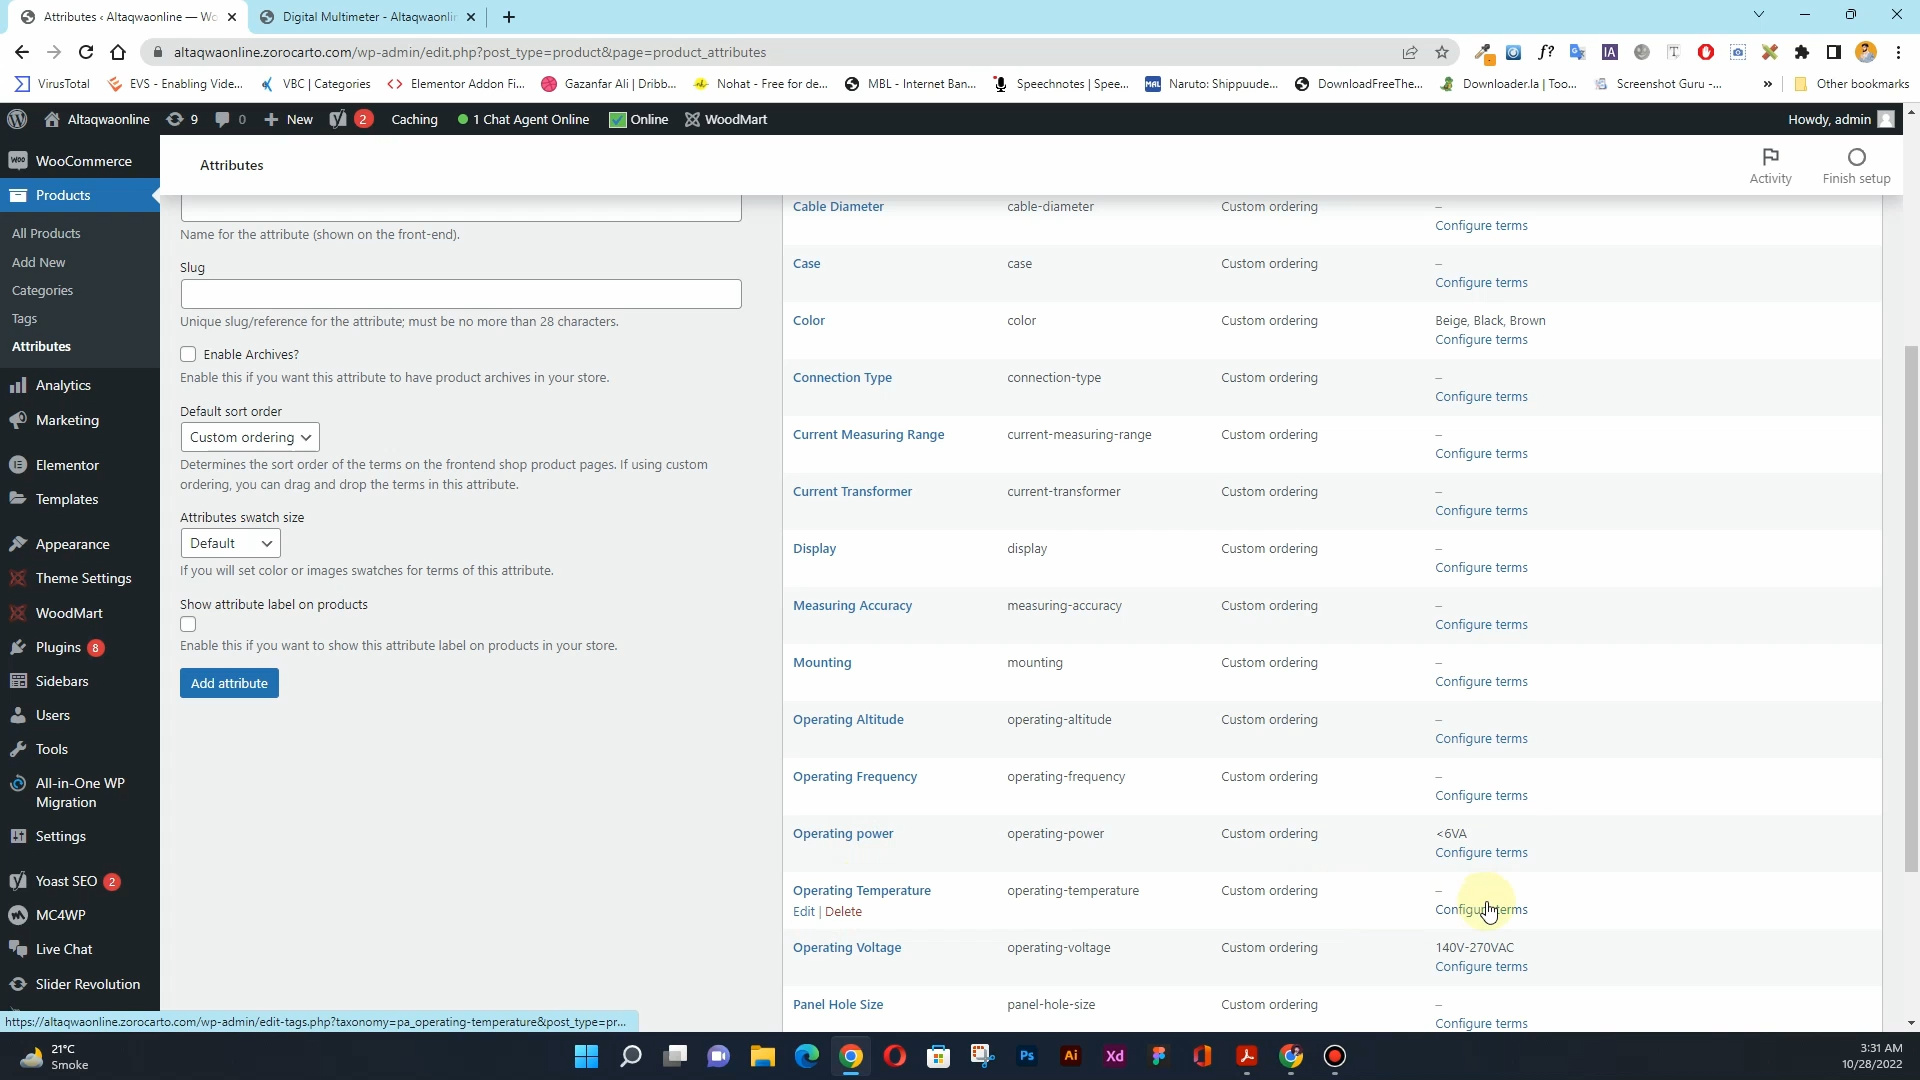 Attributes ‹ Altaqwaonline — Wo
Digital Multimeter - Altaqwaonlin
altaqwaonline.zorocarto.com/wp-admin/edit.php?post_type=product&page=product_attributes
VirusTotal
EVS - Enabling Vide...
VBC | Categories
Elementor Addon Fi...
Gazanfar Ali | Dribb...
Nohat - Free for de...
MBL - Internet Ban...
Speechnotes | Spee...
MAL
Naruto: Shippuude...
DownloadFreeThe...
Downloader.la | Too...
Screenshot Guru -...
»
Other bookmarks
Altaqwaonline
9
0
New
2
Caching
1 Chat Agent Online
Online
WoodMart
Howdy, admin
WooCommerce
Products
All Products
Add New
Categories
Tags
Attributes
Analytics
Marketing
Elementor
Templates
Appearance
Theme Settings
WoodMart
Plugins 8
Sidebars
Users
Tools
All-in-One WP
Migration
Settings
Yoast SEO 2
MC4WP
Live Chat
Slider Revolution
Attributes
Activity
Finish setup
Name for the attribute (shown on the front-end).
Slug
Unique slug/reference for the attribute; must be no more than 28 characters.
Enable Archives?
Enable this if you want this attribute to have product archives in your store.
Default sort order
Custom ordering
Determines the sort order of the terms on the frontend shop product pages. If using custom
ordering, you can drag and drop the terms in this attribute.
Attributes swatch size
Default
If you will set color or images swatches for terms of this attribute.
Show attribute label on products
Enable this if you want to show this attribute label on products in your store.
Add attribute
Cable Diameter cable-diameter Custom ordering –
Configure terms
Case case Custom ordering –
Configure terms
Color color Custom ordering Beige, Black, Brown
Configure terms
Connection Type connection-type Custom ordering –
Configure terms
Current Measuring Range current-measuring-range Custom ordering –
Configure terms
Current Transformer current-transformer Custom ordering –
Configure terms
Display display Custom ordering –
Configure terms
Measuring Accuracy measuring-accuracy Custom ordering –
Configure terms
Mounting mounting Custom ordering –
Configure terms
Operating Altitude operating-altitude Custom ordering –
Configure terms
Operating Frequency operating-frequency Custom ordering –
Configure terms
Operating power operating-power Custom ordering <6VA
Configure terms
Operating Temperature operating-temperature Custom ordering –
Edit | Delete Configure terms
Operating Voltage operating-voltage Custom ordering 140V-270VAC
Configure terms
Panel Hole Size panel-hole-size Custom ordering –
Configure terms
https://altaqwaonline.zorocarto.com/wp-admin/edit-tags.php?taxonomy=pa_operating-temperature&post_type=pr...
21°C
Smoke
Ps
Ai
Xd
3:31 AM
10/28/2022